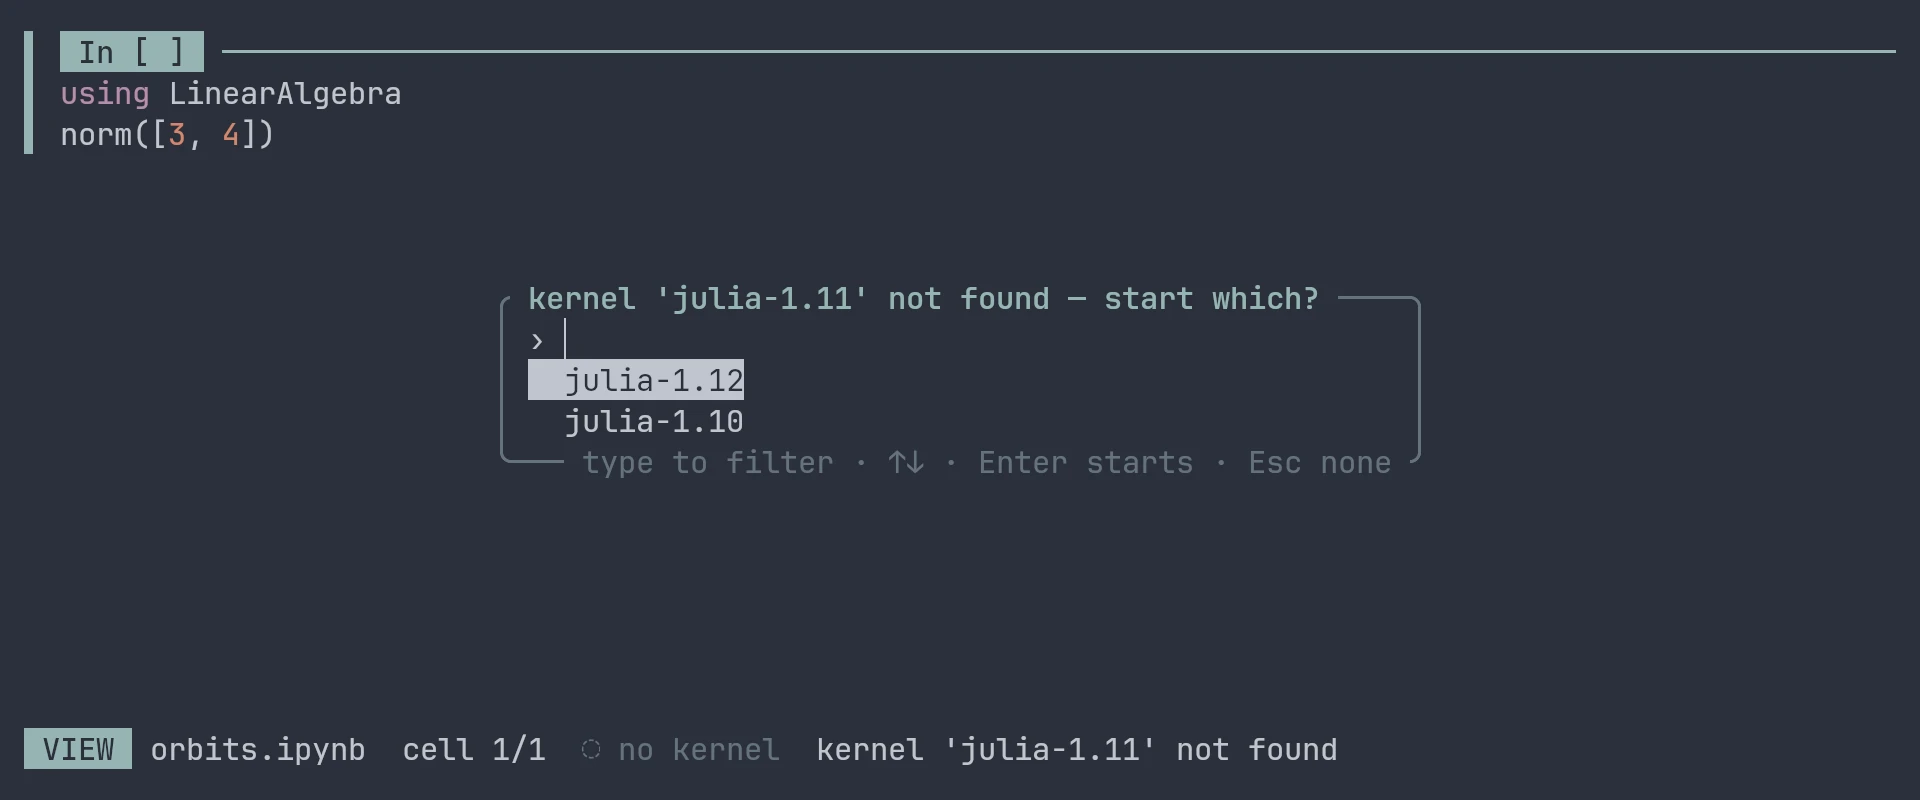 In [ ]
using LinearAlgebra
norm([3, 4])
kernel 'julia-1.11' not found — start which?
›
julia-1.12
julia-1.10
type to filter · ↑↓ · Enter starts · Esc none
VIEW orbits.ipynb cell 1/1 ◌ no kernel kernel 'julia-1.11' not found